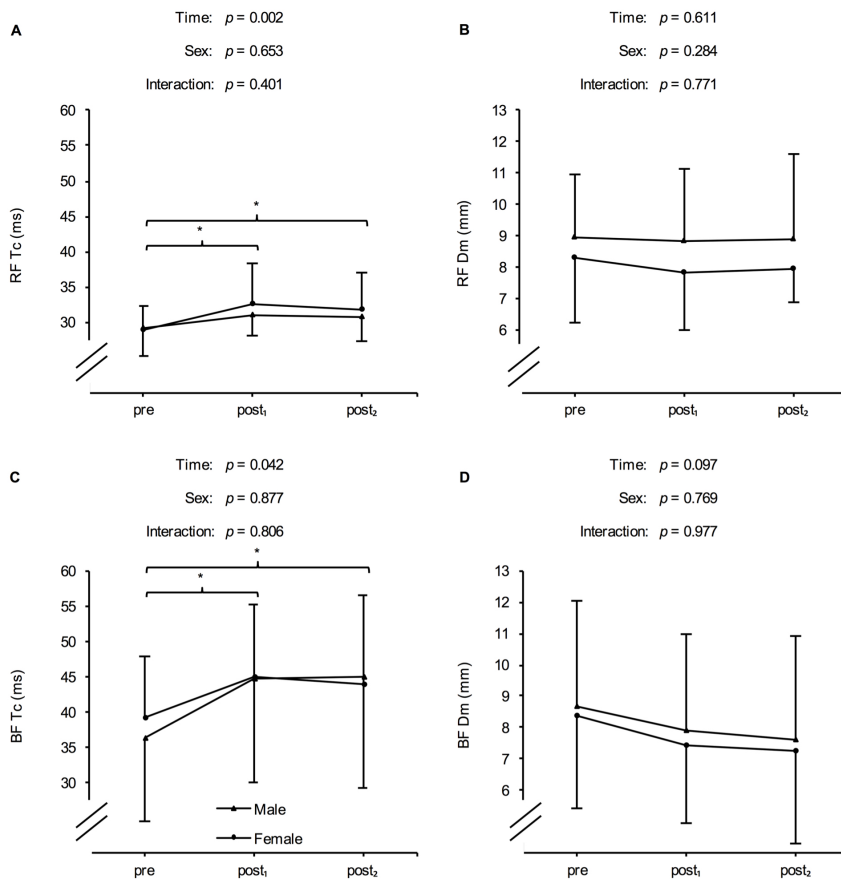 A
Time: p = 0.002
Sex: p = 0.653
Interaction: p = 0.401
60
55
50
45
40
35
30
RF Tc (ms)
*
*
pre
post₁
post₂
B
Time: p = 0.611
Sex: p = 0.284
Interaction: p = 0.771
13
12
11
10
9
8
7
6
RF Dm (mm)
pre
post₁
post₂
C
Time: p = 0.042
Sex: p = 0.877
Interaction: p = 0.806
60
55
50
45
40
35
30
BF Tc (ms)
*
*
Male
Female
pre
post₁
post₂
D
Time: p = 0.097
Sex: p = 0.769
Interaction: p = 0.977
13
12
11
10
9
8
7
6
BF Dm (mm)
pre
post₁
post₂